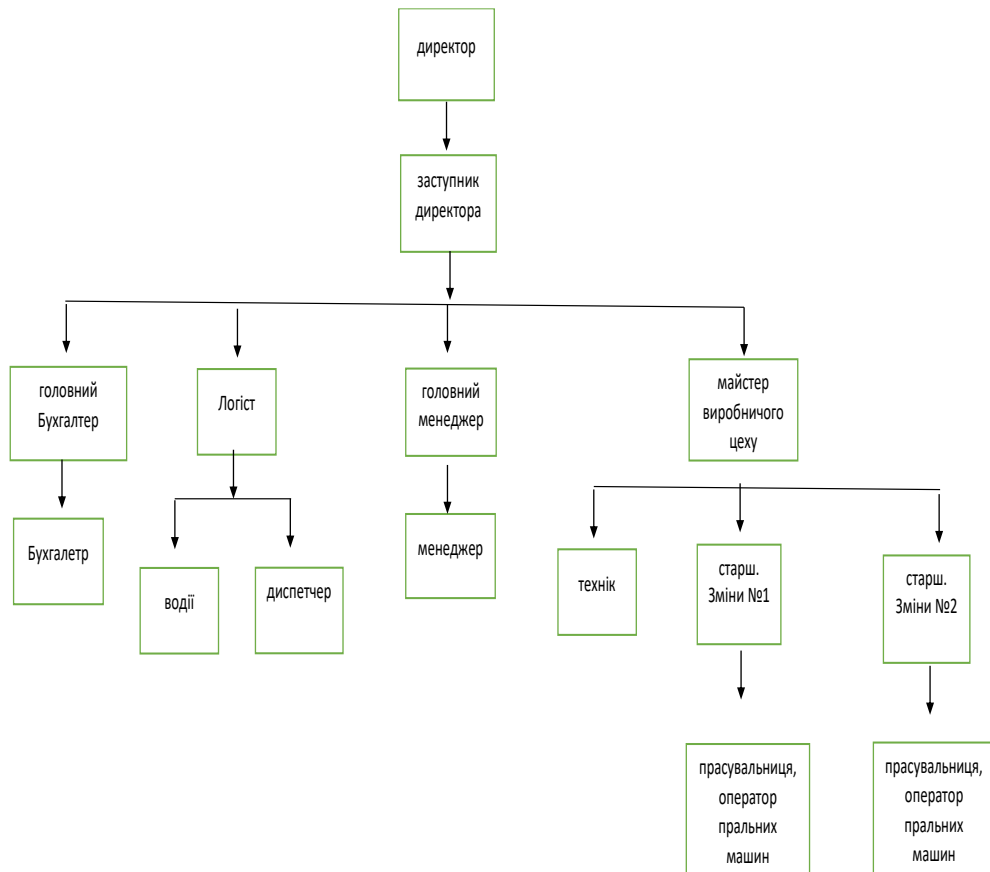 директор
заступник
директора
головний
Бухгалтер
Логіст
головний
менеджер
майстер
виробничого
цеху
Бухгалетр
водії
диспетчер
менеджер
технік
старш.
Зміни №1
старш.
Зміни №2
прасувальниця,
оператор
пральних
машин
прасувальниця,
оператор
пральних
машин